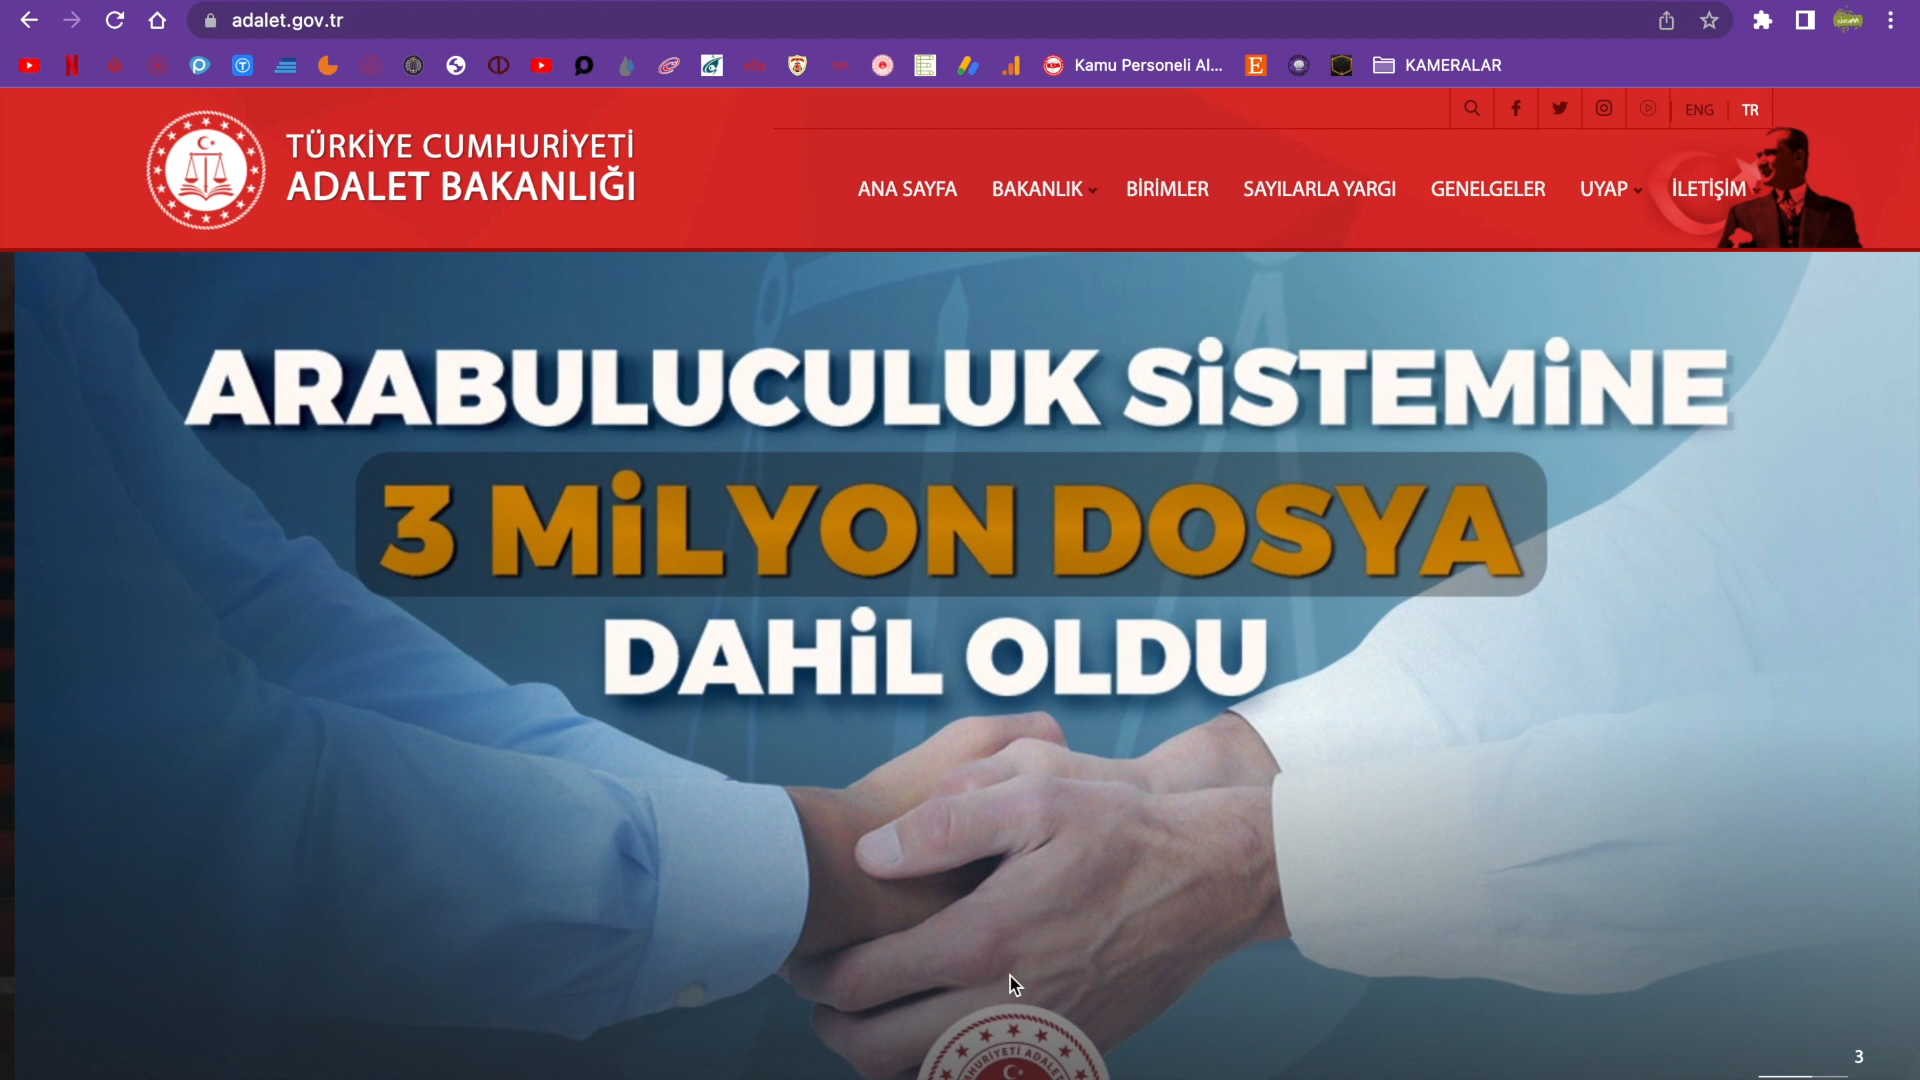 adalet.gov.tr
Kamu Personeli Al...
KAMERALAR
ENG
TR
TÜRKİYE CUMHURİYETİ
ADALET BAKANLIĞI
ANA SAYFA
BAKANLIK
BİRİMLER
SAYILARLA YARGI
GENELGELER
UYAP
İLETİŞİM
ARABULUCULUK SİSTEMİNE
3 MİLYON DOSYA
DAHİL OLDU
3